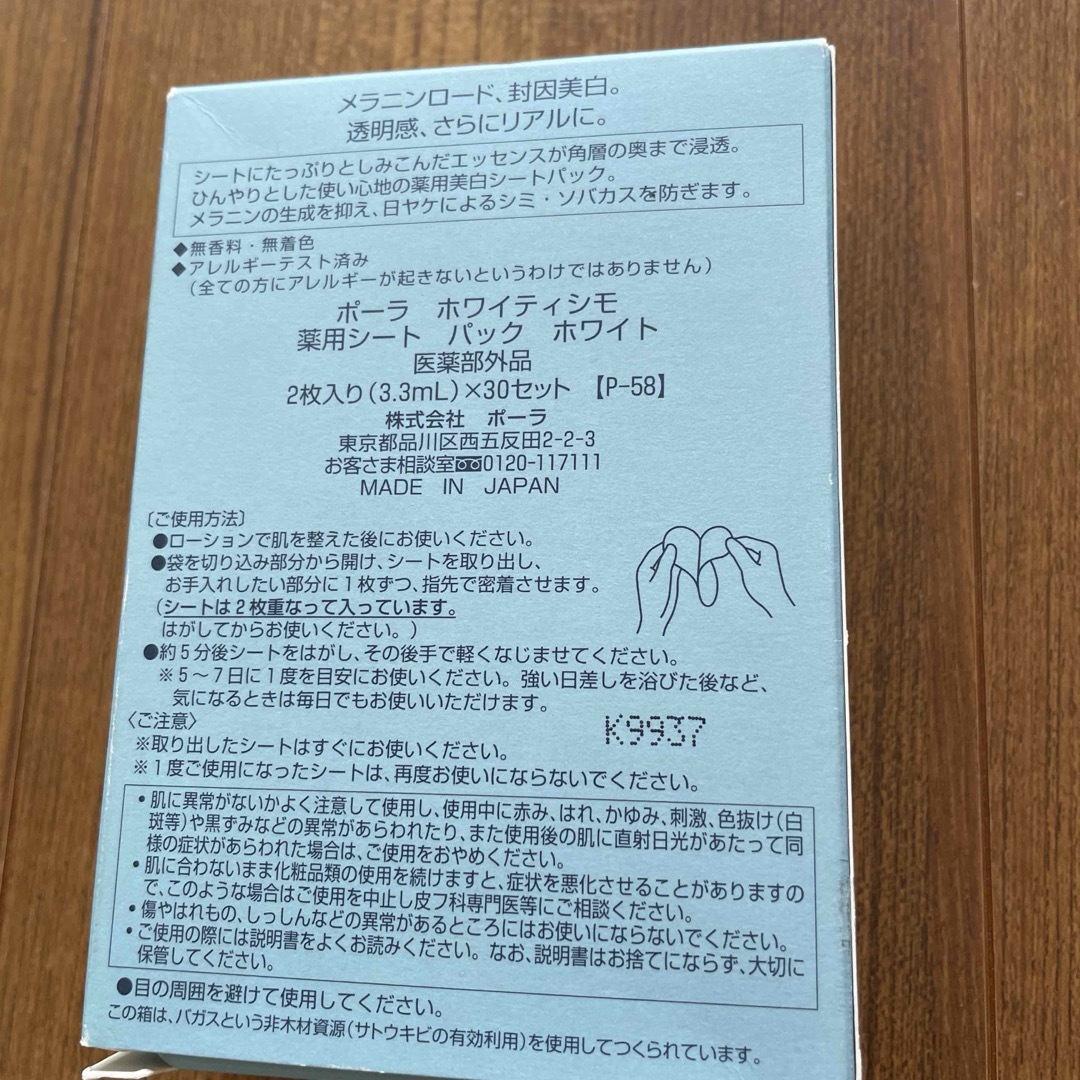 メラニンロード、封因美白。
透明感、さらにリアルに。
シートにたっぷりとしみこんだエッセンスが角層の奥まで浸透。
ひんやりとした使い心地の薬用美白シートパック。
メラニンの生成を抑え、日ヤケによるシミ・ソバカスを防ぎます。
◆無香料・無着色
◆アレルギーテスト済み
(全ての方にアレルギーが起きないというわけではありません)
ポーラ ホワイティシモ
薬用シート パック ホワイト
医薬部外品
2枚入り(3.3mL)×30セット 【P-58】
株式会社 ポーラ
東京都品川区西五反田2-2-3
お客さま相談室 0120-117111
MADE IN JAPAN
〔ご使用方法〕
●ローションで肌を整えた後にお使いください。
●袋を切り込み部分から開け、シートを取り出し、
お手入れしたい部分に1枚ずつ、指先で密着させます。
(シートは2枚重なって入っています。
はがしてからお使いください。)
●約5分後シートをはがし、その後手で軽くなじませてください。
※5～7日に1度を目安にお使いください。強い日差しを浴びた後など、
気になるときは毎日でもお使いいただけます。
〈ご注意〉
K9937
※取り出したシートはすぐにお使いください。
※1度ご使用になったシートは、再度お使いにならないでください。
・肌に異常がないかよく注意して使用し、使用中に赤み、はれ、かゆみ、刺激、色抜け(白
斑等)や黒ずみなどの異常があらわれたり、また使用後の肌に直射日光があたって同
様の症状があらわれた場合は、ご使用をおやめください。
・肌に合わないまま化粧品類の使用を続けますと、症状を悪化させることがありますの
で、このような場合はご使用を中止し皮フ科専門医等にご相談ください。
・傷やはれもの、しっしんなどの異常があるところにはお使いにならないでください。
・ご使用の際には説明書をよくお読みください。なお、説明書はお捨てにならず、大切に
保管してください。
●目の周囲を避けて使用してください。
この箱は、バガスという非木材資源(サトウキビの有効利用)を使用してつくられています。